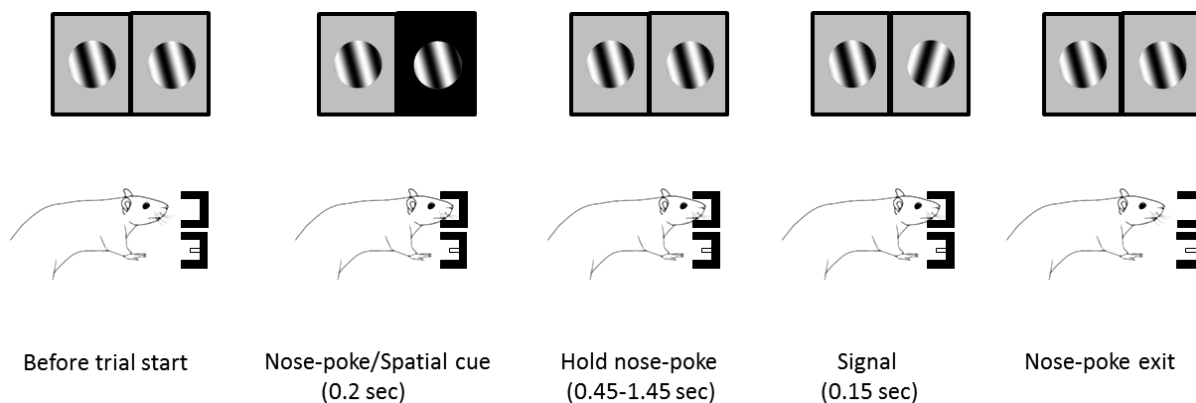 Before trial start
Nose-poke/Spatial cue
(0.2 sec)
Hold nose-poke
(0.45-1.45 sec)
Signal
(0.15 sec)
Nose-poke exit